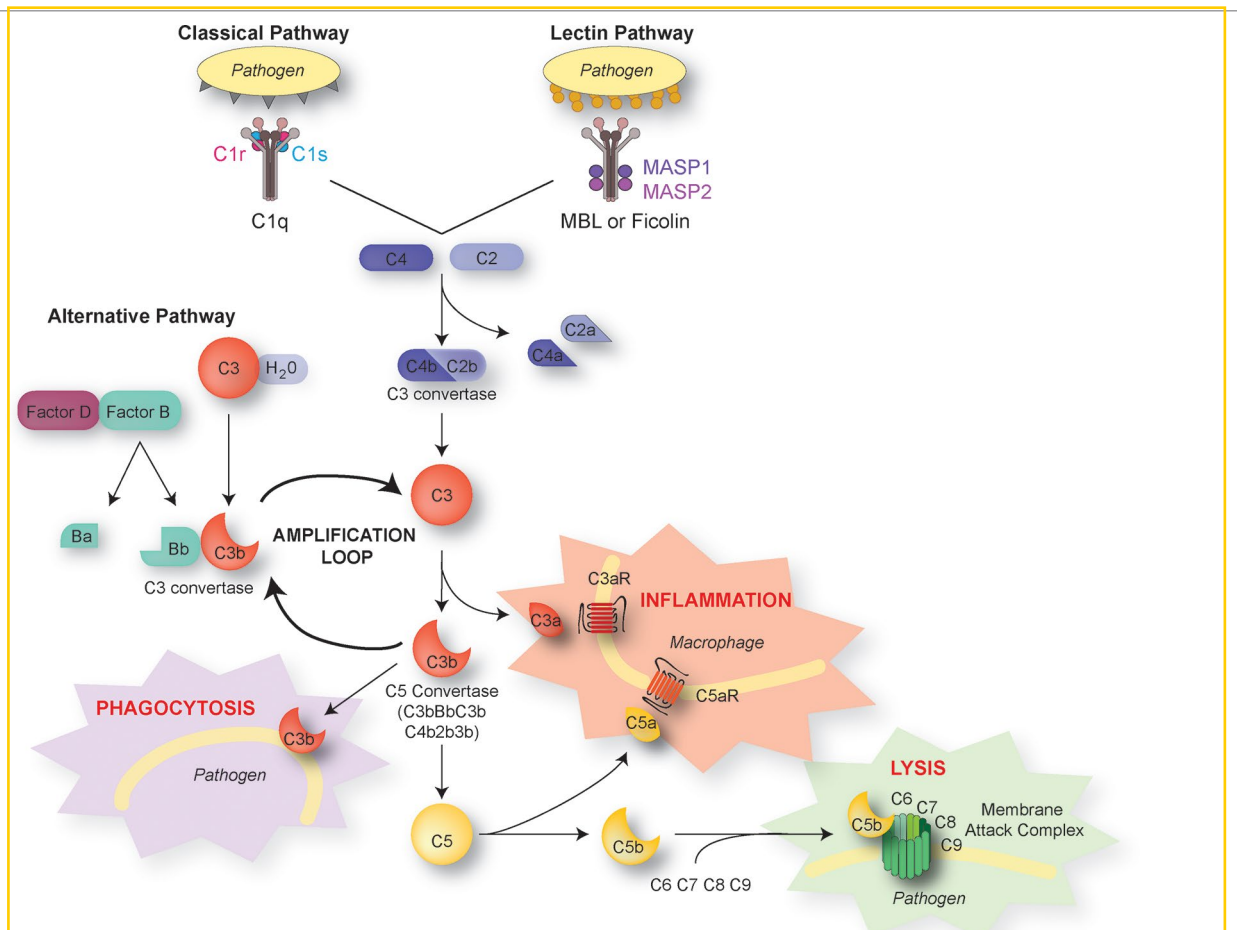 Classical Pathway
Pathogen
C1r
C1s
C1q
Lectin Pathway
Pathogen
MASP1
MASP2
MBL or Ficolin
C4
C2
C2a
C4a
C4b
C2b
C3 convertase
Alternative Pathway
C3
H₂0
Factor D
Factor B
Ba
Bb
C3b
C3 convertase
AMPLIFICATION
LOOP
C3
C3a
C3b
C5 Convertase
(C3bBbC3b
C4b2b3b)
PHAGOCYTOSIS
C3b
Pathogen
C3aR
INFLAMMATION
Macrophage
C5aR
C5a
C5
C5b
C6 C7 C8 C9
LYSIS
C5b
C6
C7
C8
C9
Membrane
Attack Complex
Pathogen